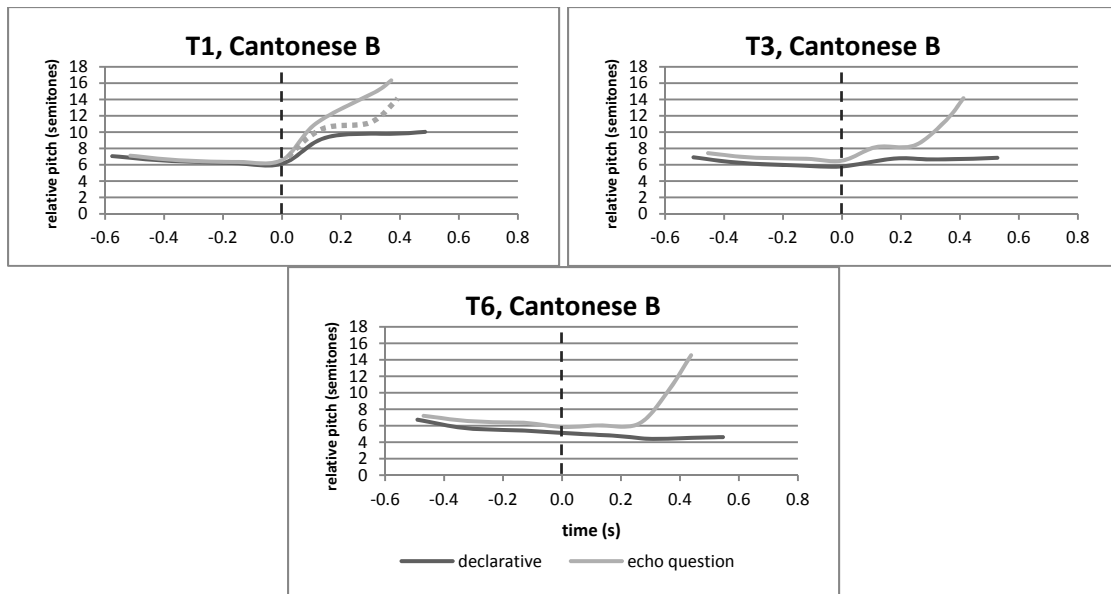 T1, Cantonese B
relative pitch (semitones)
18
16
14
12
10
8
6
4
2
0
-0.6 -0.4 -0.2 0.0 0.2 0.4 0.6 0.8
T3, Cantonese B
relative pitch (semitones)
18
16
14
12
10
8
6
4
2
0
-0.6 -0.4 -0.2 0.0 0.2 0.4 0.6 0.8
T6, Cantonese B
relative pitch (semitones)
18
16
14
12
10
8
6
4
2
0
-0.6 -0.4 -0.2 0.0 0.2 0.4 0.6 0.8
time (s)
declarative echo question